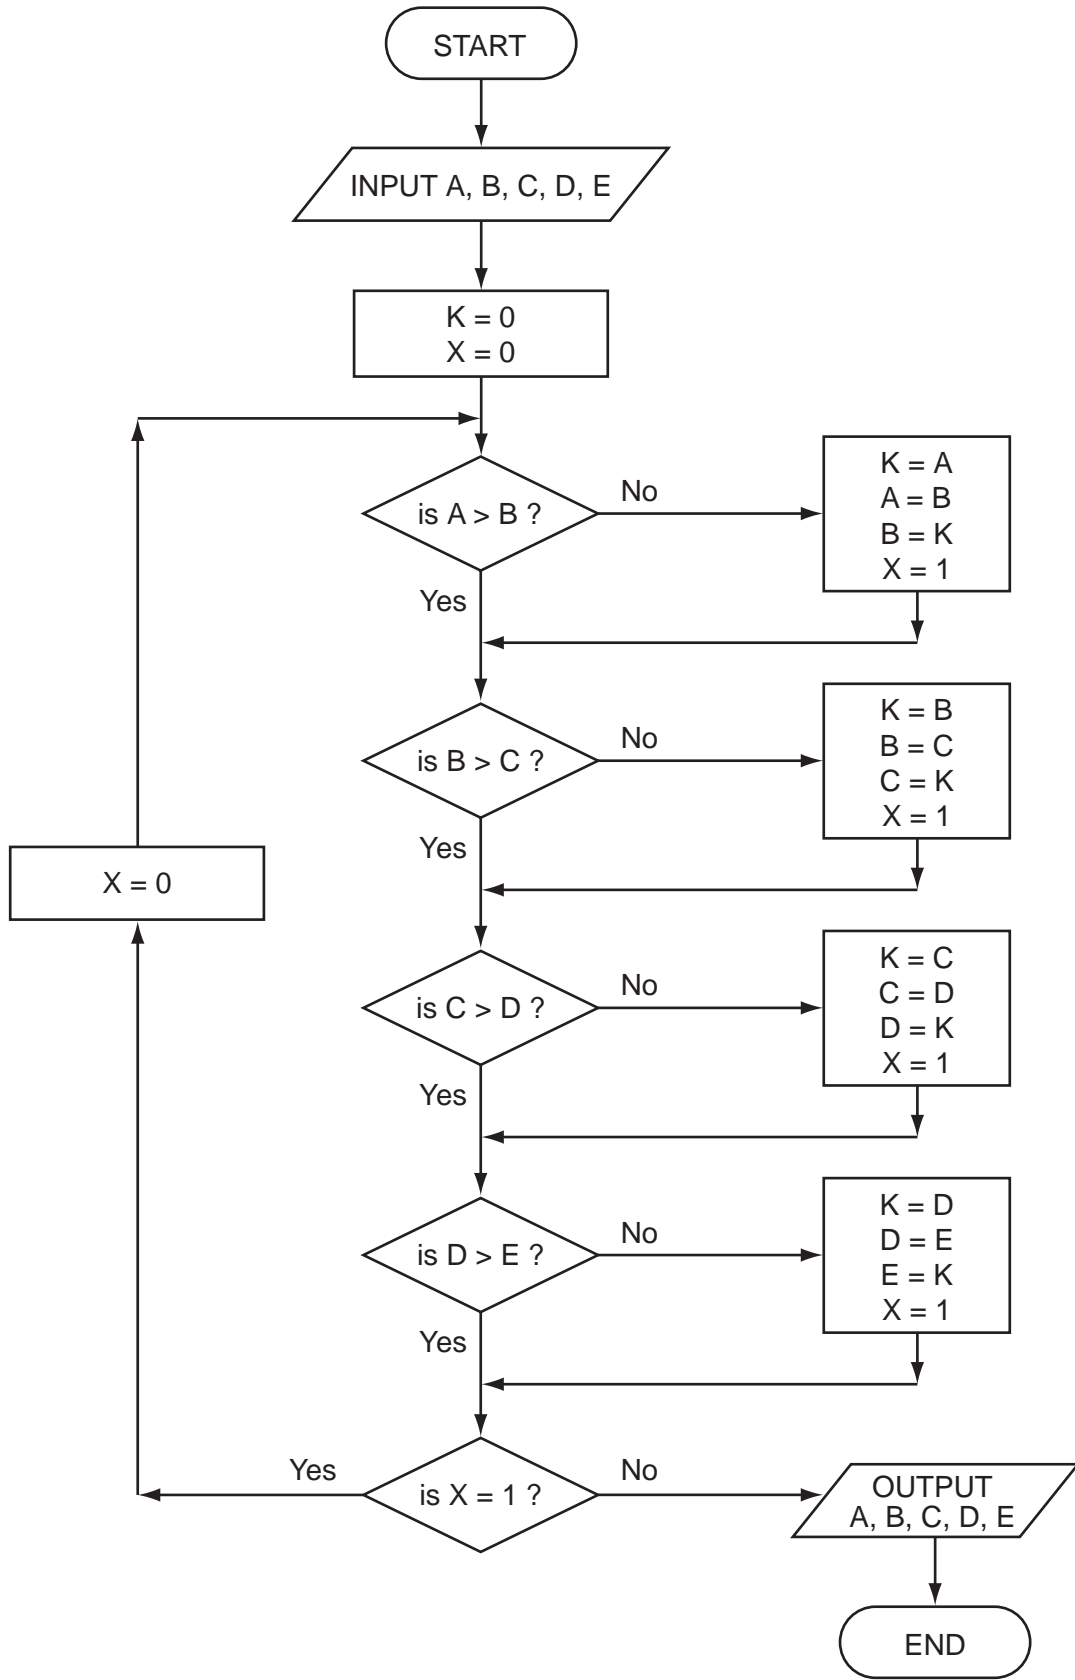 START
INPUT A, B, C, D, E
K = 0
X = 0
is A > B ?
No
K = A
A = B
B = K
X = 1
Yes
is B > C ?
No
K = B
B = C
C = K
X = 1
Yes
X = 0
is C > D ?
No
K = C
C = D
D = K
X = 1
Yes
is D > E ?
No
K = D
D = E
E = K
X = 1
Yes
is X = 1 ?
Yes
No
OUTPUT
A, B, C, D, E
END